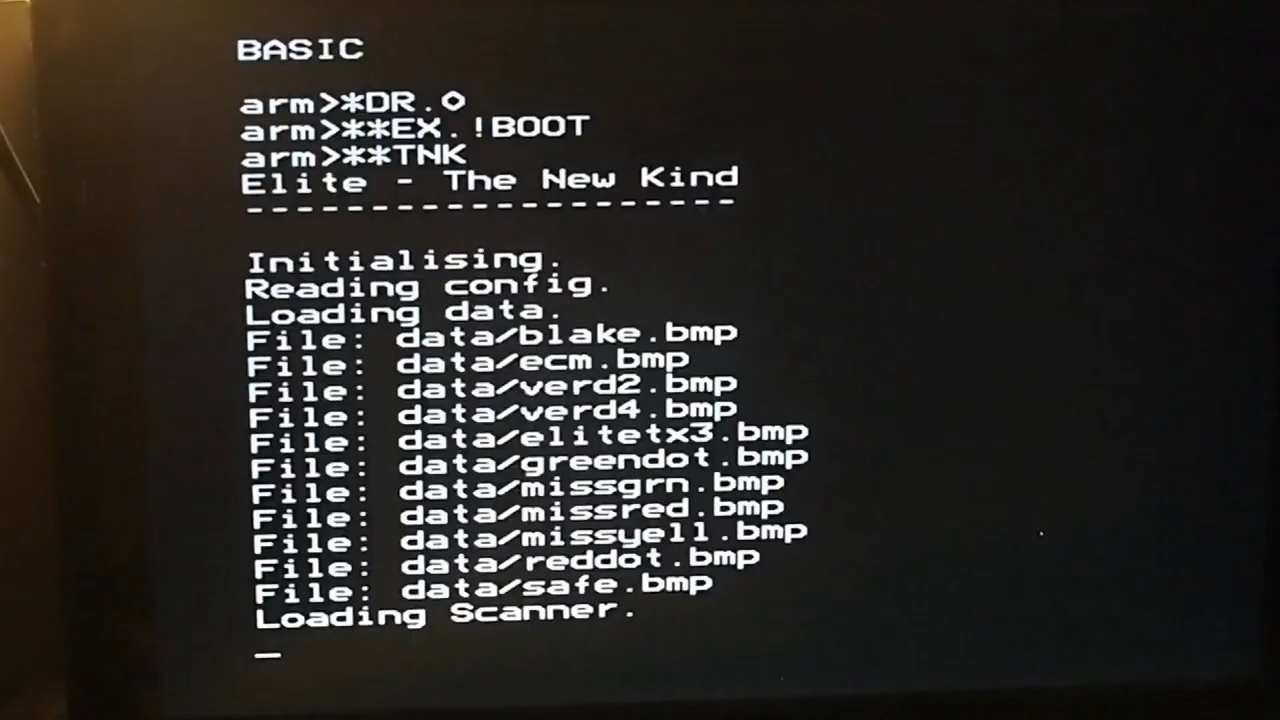 BASIC
arm>*DR.0
arm>**EX.!BOOT
arm>**TNK
Elite - The New Kind
--------------------
Initialising.
Reading config.
Loading data.
File: data/blake.bmp
File: data/ecm.bmp
File: data/verd2.bmp
File: data/verd4.bmp
File: data/elitetx3.bmp
File: data/greendot.bmp
File: data/missgrn.bmp
File: data/missred.bmp
File: data/missyell.bmp
File: data/reddot.bmp
File: data/safe.bmp
Loading Scanner.
_